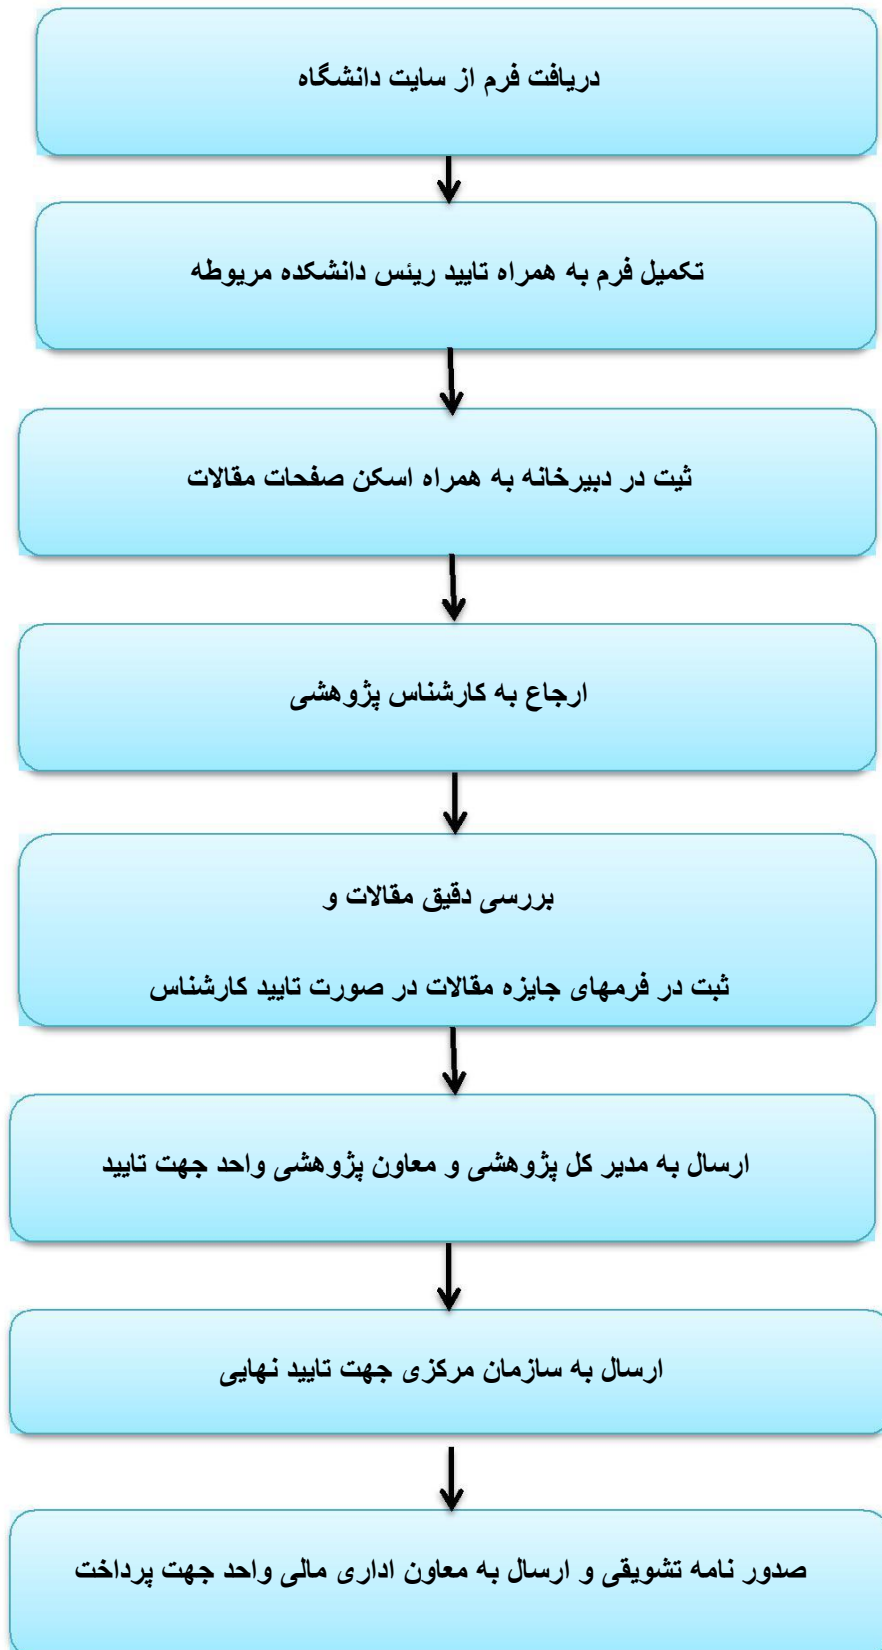 دریافت فرم از سایت دانشگاه
تکمیل فرم به همراه تایید ریئس دانشکده مریوطه
ثیت در دبیرخانه به همراه اسکن صفحات مقالات
ارجاع به کارشناس پژوهشی
بررسی دقیق مقالات و
ثبت در فرمهای جایزه مقالات در صورت تایید کارشناس
ارسال به مدیر کل پژوهشی و معاون پژوهشی واحد جهت تایید
ارسال به سازمان مرکزی جهت تایید نهایی
صدور نامه تشویقی و ارسال به معاون اداری مالی واحد جهت پرداخت